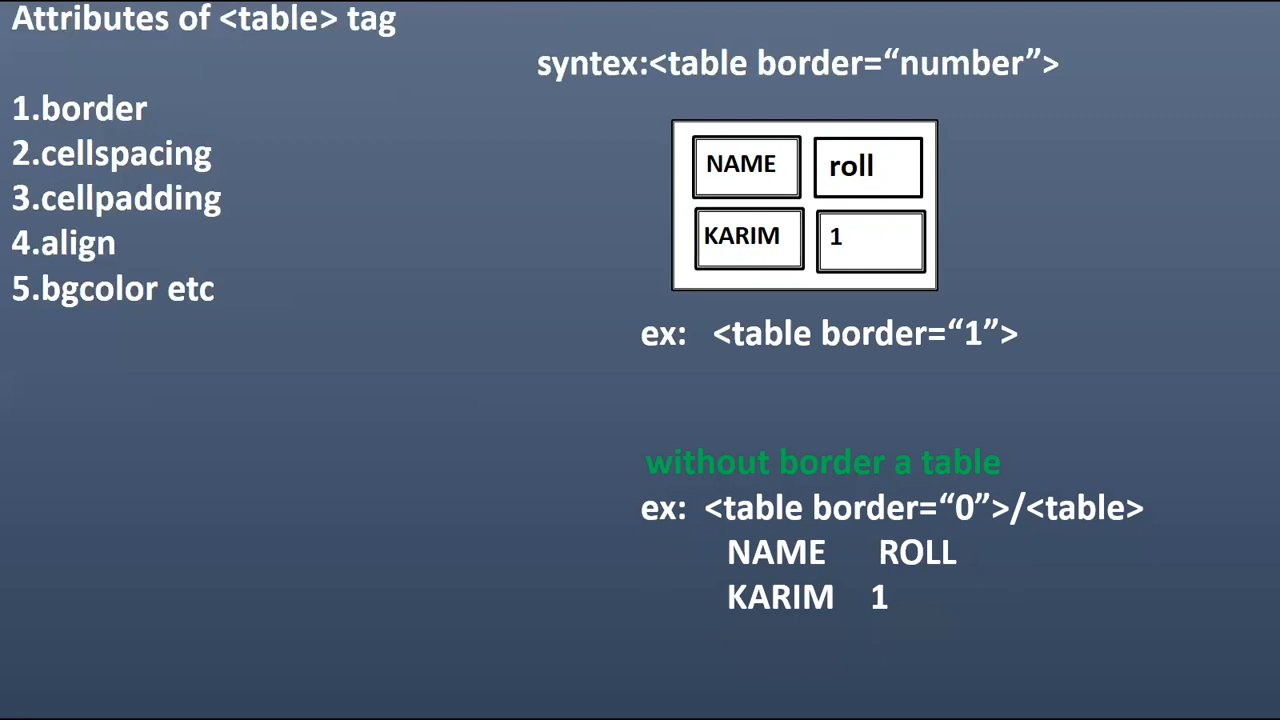 Attributes of <table> tag
syntex:<table border=“number”>
1.border
2.cellspacing
3.cellpadding
4.align
5.bgcolor etc
NAME roll
KARIM 1
ex: <table border=“1”>
without border a table
ex: <table border=“0”>/<table>
NAME ROLL
KARIM 1